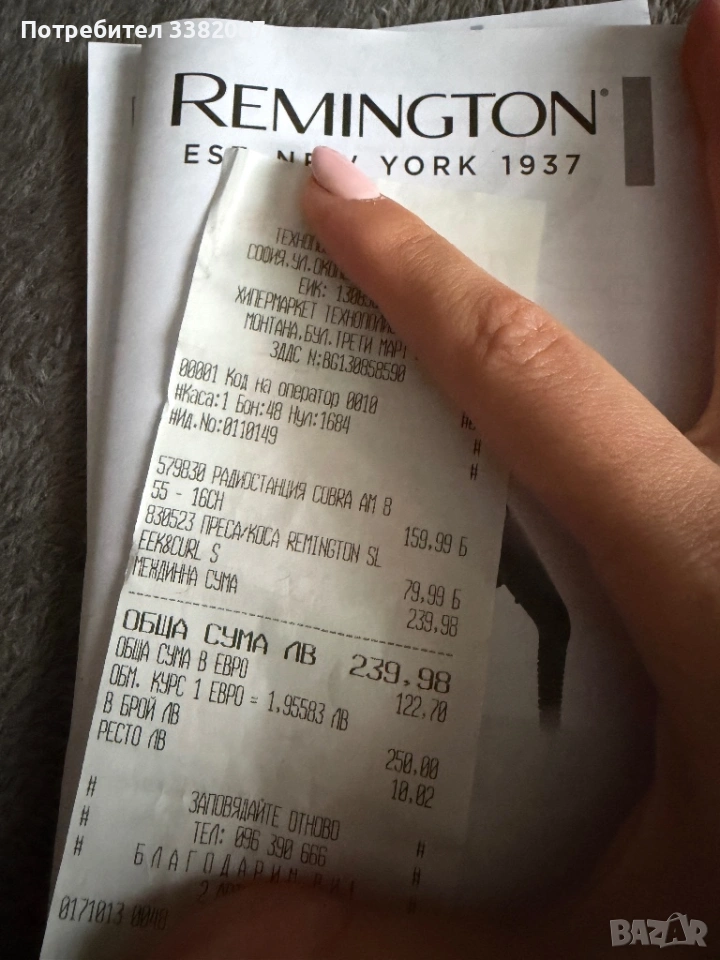 Потребител 3382047
REMINGTON®
EST. NEW YORK 1937
СОФИЯ, УЛ.
ЕИК:
ХИПЕРМАРКЕТ
МОНТАНА, БУЛ. ТРЕТИ МАРТ
ЗДДС N:BG130858590
00001 Код на оператор 0010
#Каса:1 Бон:48 Нул:1684
#Ид.No:0110149
#
#
579830 РАДИОСТАНЦИЯ COBRA AM 8
55 - 16CH
159,99 Б
830523 ПРЕСА/КОСА REMINGTON SL
EEK&CURL S
79,99 Б
МЕЖДИННА СУМА
239,98
ОБЩА СУМА ЛВ 239,98
ОБЩА СУМА В ЕВРО 122,70
ОБМ. КУРС 1 ЕВРО = 1,95583 ЛВ
В БРОЙ ЛВ 250,00
РЕСТО ЛВ 10,02
# ЗАПОВЯДАЙТЕ ОТНОВО #
# ТЕЛ: 096 390 666 #
# #
0171013 0048
BAZAR